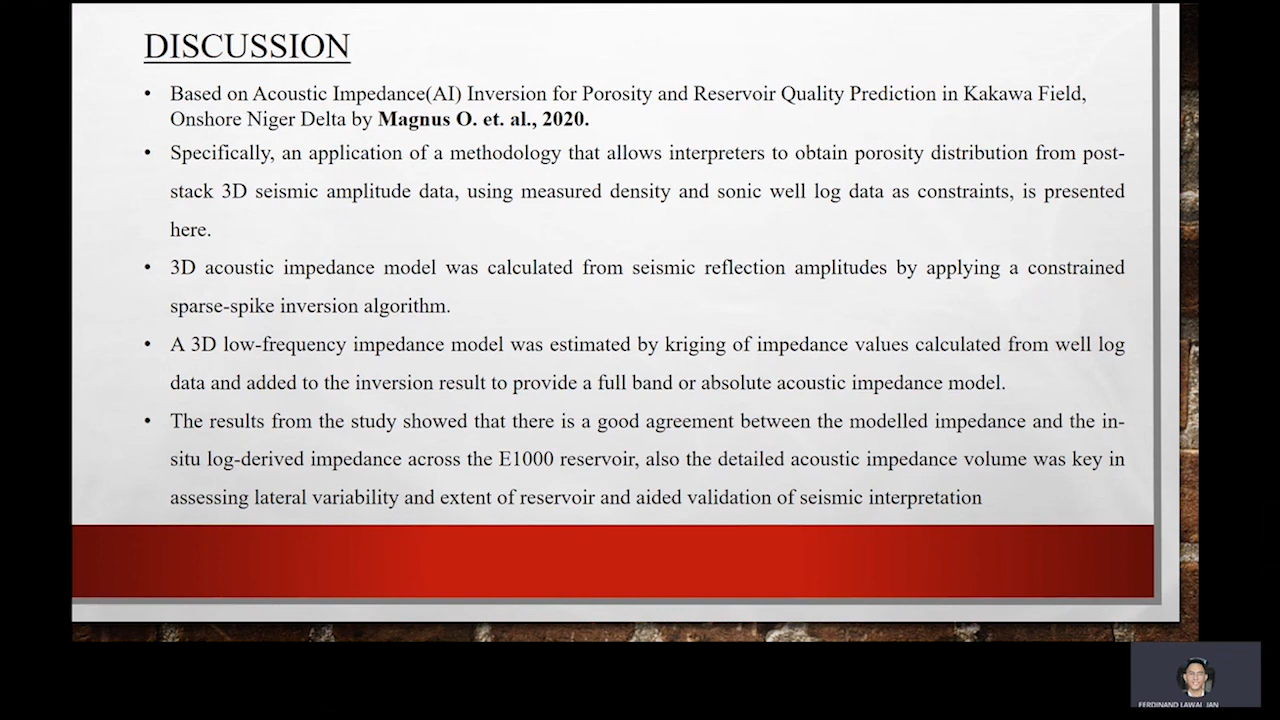 DISCUSSION
• Based on Acoustic Impedance(AI) Inversion for Porosity and Reservoir Quality Prediction in Kakawa Field,
Onshore Niger Delta by Magnus O. et. al., 2020.
• Specifically, an application of a methodology that allows interpreters to obtain porosity distribution from post-
stack 3D seismic amplitude data, using measured density and sonic well log data as constraints, is presented
here.
• 3D acoustic impedance model was calculated from seismic reflection amplitudes by applying a constrained
sparse-spike inversion algorithm.
• A 3D low-frequency impedance model was estimated by kriging of impedance values calculated from well log
data and added to the inversion result to provide a full band or absolute acoustic impedance model.
• The results from the study showed that there is a good agreement between the modelled impedance and the in-
situ log-derived impedance across the E1000 reservoir, also the detailed acoustic impedance volume was key in
assessing lateral variability and extent of reservoir and aided validation of seismic interpretation
FERDINAND LAWAL JAN